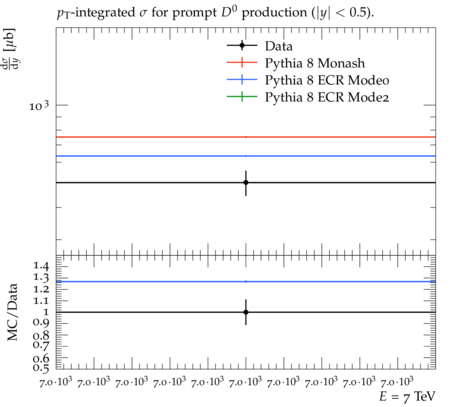 pT-integrated σ for prompt D⁰ production (|y| < 0.5).
dσ/dy [μb]
Data
Pythia 8 Monash
Pythia 8 ECR Mode0
Pythia 8 ECR Mode2
10³
MC/Data
1.4
1.3
1.2
1.1
1
0.9
0.8
0.7
0.6
0.5
7.0·10³ 7.0·10³ 7.0·10³ 7.0·10³ 7.0·10³ 7.0·10³ 7.0·10³ 7.0·10³ 7.0·10³ 7.0·10³
E = 7 TeV